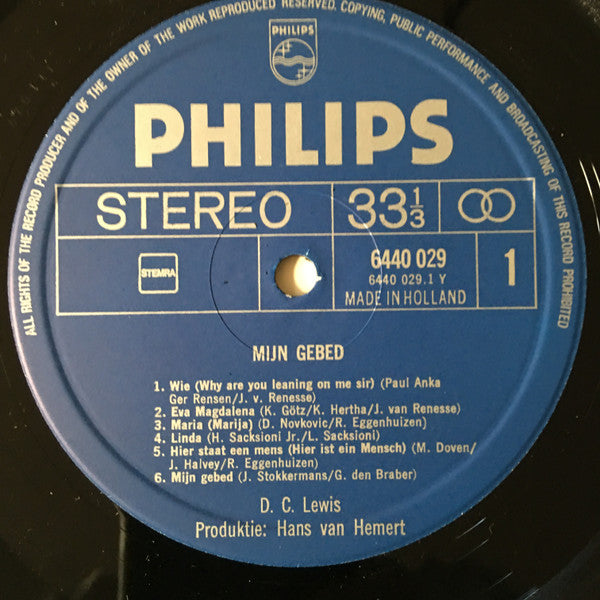 ALL RIGHTS OF THE RECORD PRODUCER AND OF THE OWNER OF THE WORK REPRODUCED RESERVED. COPYING, PUBLIC PERFORMANCE AND BROADCASTING OF THIS RECORD PROHIBITED
PHILIPS
PHILIPS
STEREO 33 1/3
STEMRA 6440 029 1
6440 029.1 Y
MADE IN HOLLAND
MIJN GEBED
1. Wie (Why are you leaning on me sir) (Paul Anka
Ger Rensen/J. v. Renesse)
2. Eva Magdalena (K. Götz/K. Hertha/J. van Renesse)
3. Maria (Marija) (D. Novkovic/R. Eggenhuizen)
4. Linda (H. Sacksioni Jr./L. Sacksioni)
5. Hier staat een mens (Hier ist ein Mensch) (M. Doven/
J. Halvey/R. Eggenhuizen)
6. Mijn gebed (J. Stokkermans/G. den Braber)
D. C. Lewis
Produktie: Hans van Hemert